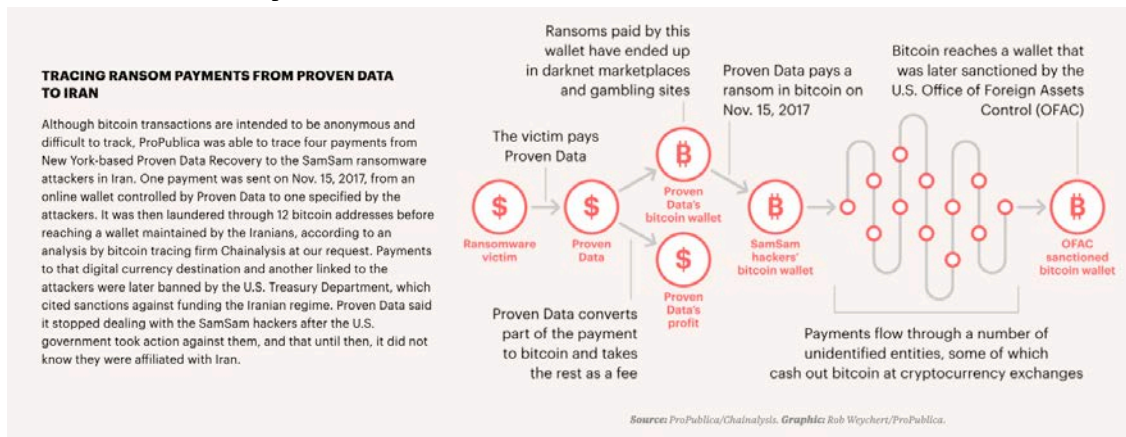 TRACING RANSOM PAYMENTS FROM PROVEN DATA
TO IRAN
Although bitcoin transactions are intended to be anonymous and
difficult to track, ProPublica was able to trace four payments from
New York-based Proven Data Recovery to the SamSam ransomware
attackers in Iran. One payment was sent on Nov. 15, 2017, from an
online wallet controlled by Proven Data to one specified by the
attackers. It was then laundered through 12 bitcoin addresses before
reaching a wallet maintained by the Iranians, according to an
analysis by bitcoin tracing firm Chainalysis at our request. Payments
to that digital currency destination and another linked to the
attackers were later banned by the U.S. Treasury Department, which
cited sanctions against funding the Iranian regime. Proven Data said
it stopped dealing with the SamSam hackers after the U.S.
government took action against them, and that until then, it did not
know they were affiliated with Iran.
Ransoms paid by this
wallet have ended up
in darknet marketplaces
and gambling sites
The victim pays
Proven Data
Proven Data pays a
ransom in bitcoin on
Nov. 15, 2017
Bitcoin reaches a wallet that
was later sanctioned by the
U.S. Office of Foreign Assets
Control (OFAC)
$
Ransomware
victim
$
Proven
Data
₿
Proven
Data's
bitcoin wallet
$
Proven
Data's
profit
₿
SamSam
hackers'
bitcoin wallet
₿
OFAC
sanctioned
bitcoin wallet
Proven Data converts
part of the payment
to bitcoin and takes
the rest as a fee
Payments flow through a number of
unidentified entities, some of which
cash out bitcoin at cryptocurrency exchanges
Source: ProPublica/Chainalysis. Graphic: Rob Weychert/ProPublica.